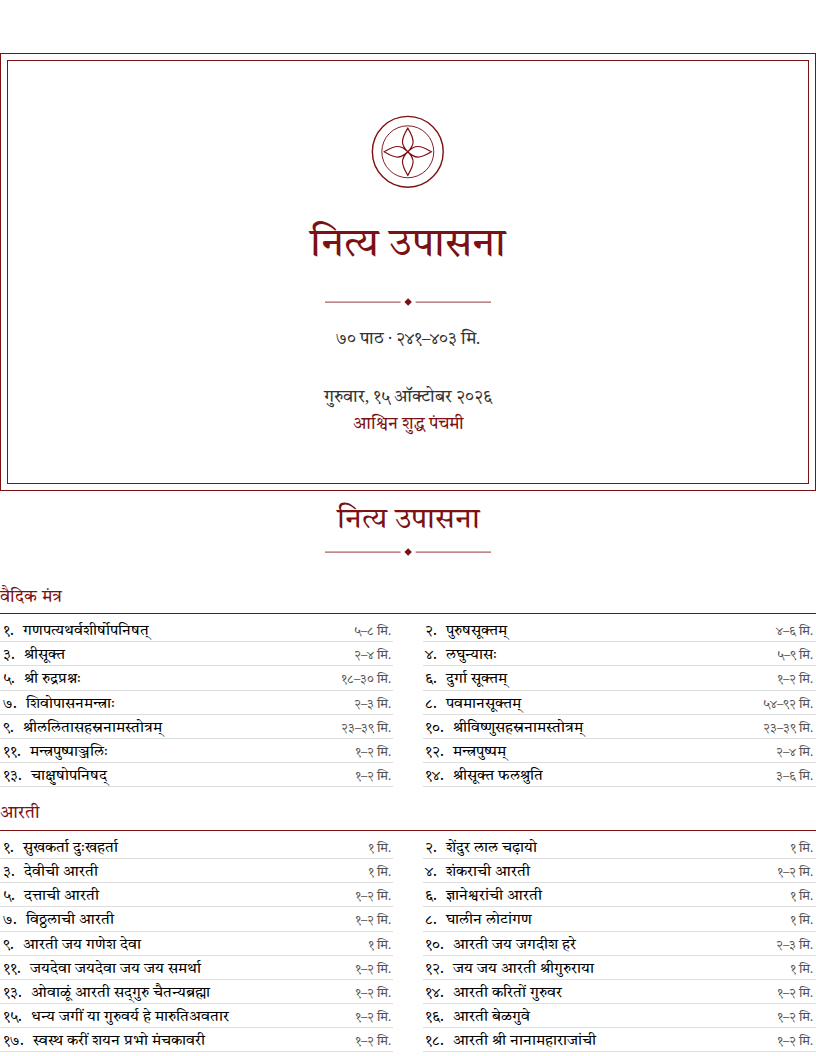 नित्य उपासना
७० पाठ · २४१–४०३ मि.
गुरुवार, १५ ऑक्टोबर २०२६
आश्विन शुद्ध पंचमी
नित्य उपासना
वैदिक मंत्र
१. गणपत्यथर्वशीर्षोपनिषत् ५–८ मि.
२. पुरुषसूक्तम् ४–६ मि.
३. श्रीसूक्त २–४ मि.
४. लघुन्यासः ५–९ मि.
५. श्री रुद्रप्रश्नः १८–३० मि.
६. दुर्गा सूक्तम् १–२ मि.
७. शिवोपासनमन्त्राः २–३ मि.
८. पवमानसूक्तम् ५४–९२ मि.
९. श्रीललितासहस्रनामस्तोत्रम् २३–३९ मि.
१०. श्रीविष्णुसहस्रनामस्तोत्रम् २३–३९ मि.
११. मन्त्रपुष्पाञ्जलिः १–२ मि.
१२. मन्त्रपुष्पम् २–४ मि.
१३. चाक्षुषोपनिषद् १–२ मि.
१४. श्रीसूक्त फलश्रुति ३–६ मि.
आरती
१. सुखकर्ता दुःखहर्ता १ मि.
२. शेंदुर लाल चढ़ायो १ मि.
३. देवीची आरती १ मि.
४. शंकराची आरती १–२ मि.
५. दत्ताची आरती १–२ मि.
६. ज्ञानेश्वरांची आरती १ मि.
७. विठ्ठलाची आरती १–२ मि.
८. घालीन लोटांगण १ मि.
९. आरती जय गणेश देवा १ मि.
१०. आरती जय जगदीश हरे २–३ मि.
११. जयदेवा जयदेवा जय जय समर्था १–२ मि.
१२. जय जय आरती श्रीगुरुराया १ मि.
१३. ओवाळूं आरती सद्‌गुरु चैतन्यब्रह्मा १–२ मि.
१४. आरती करितों गुरुवर १–२ मि.
१५. धन्य जगीं या गुरुवर्य हे मारुतिअवतार १–२ मि.
१६. आरती बेळगुवे १–२ मि.
१७. स्वस्थ करीं शयन प्रभो मंचकावरी १–२ मि.
१८. आरती श्री नानामहाराजांची १–२ मि.